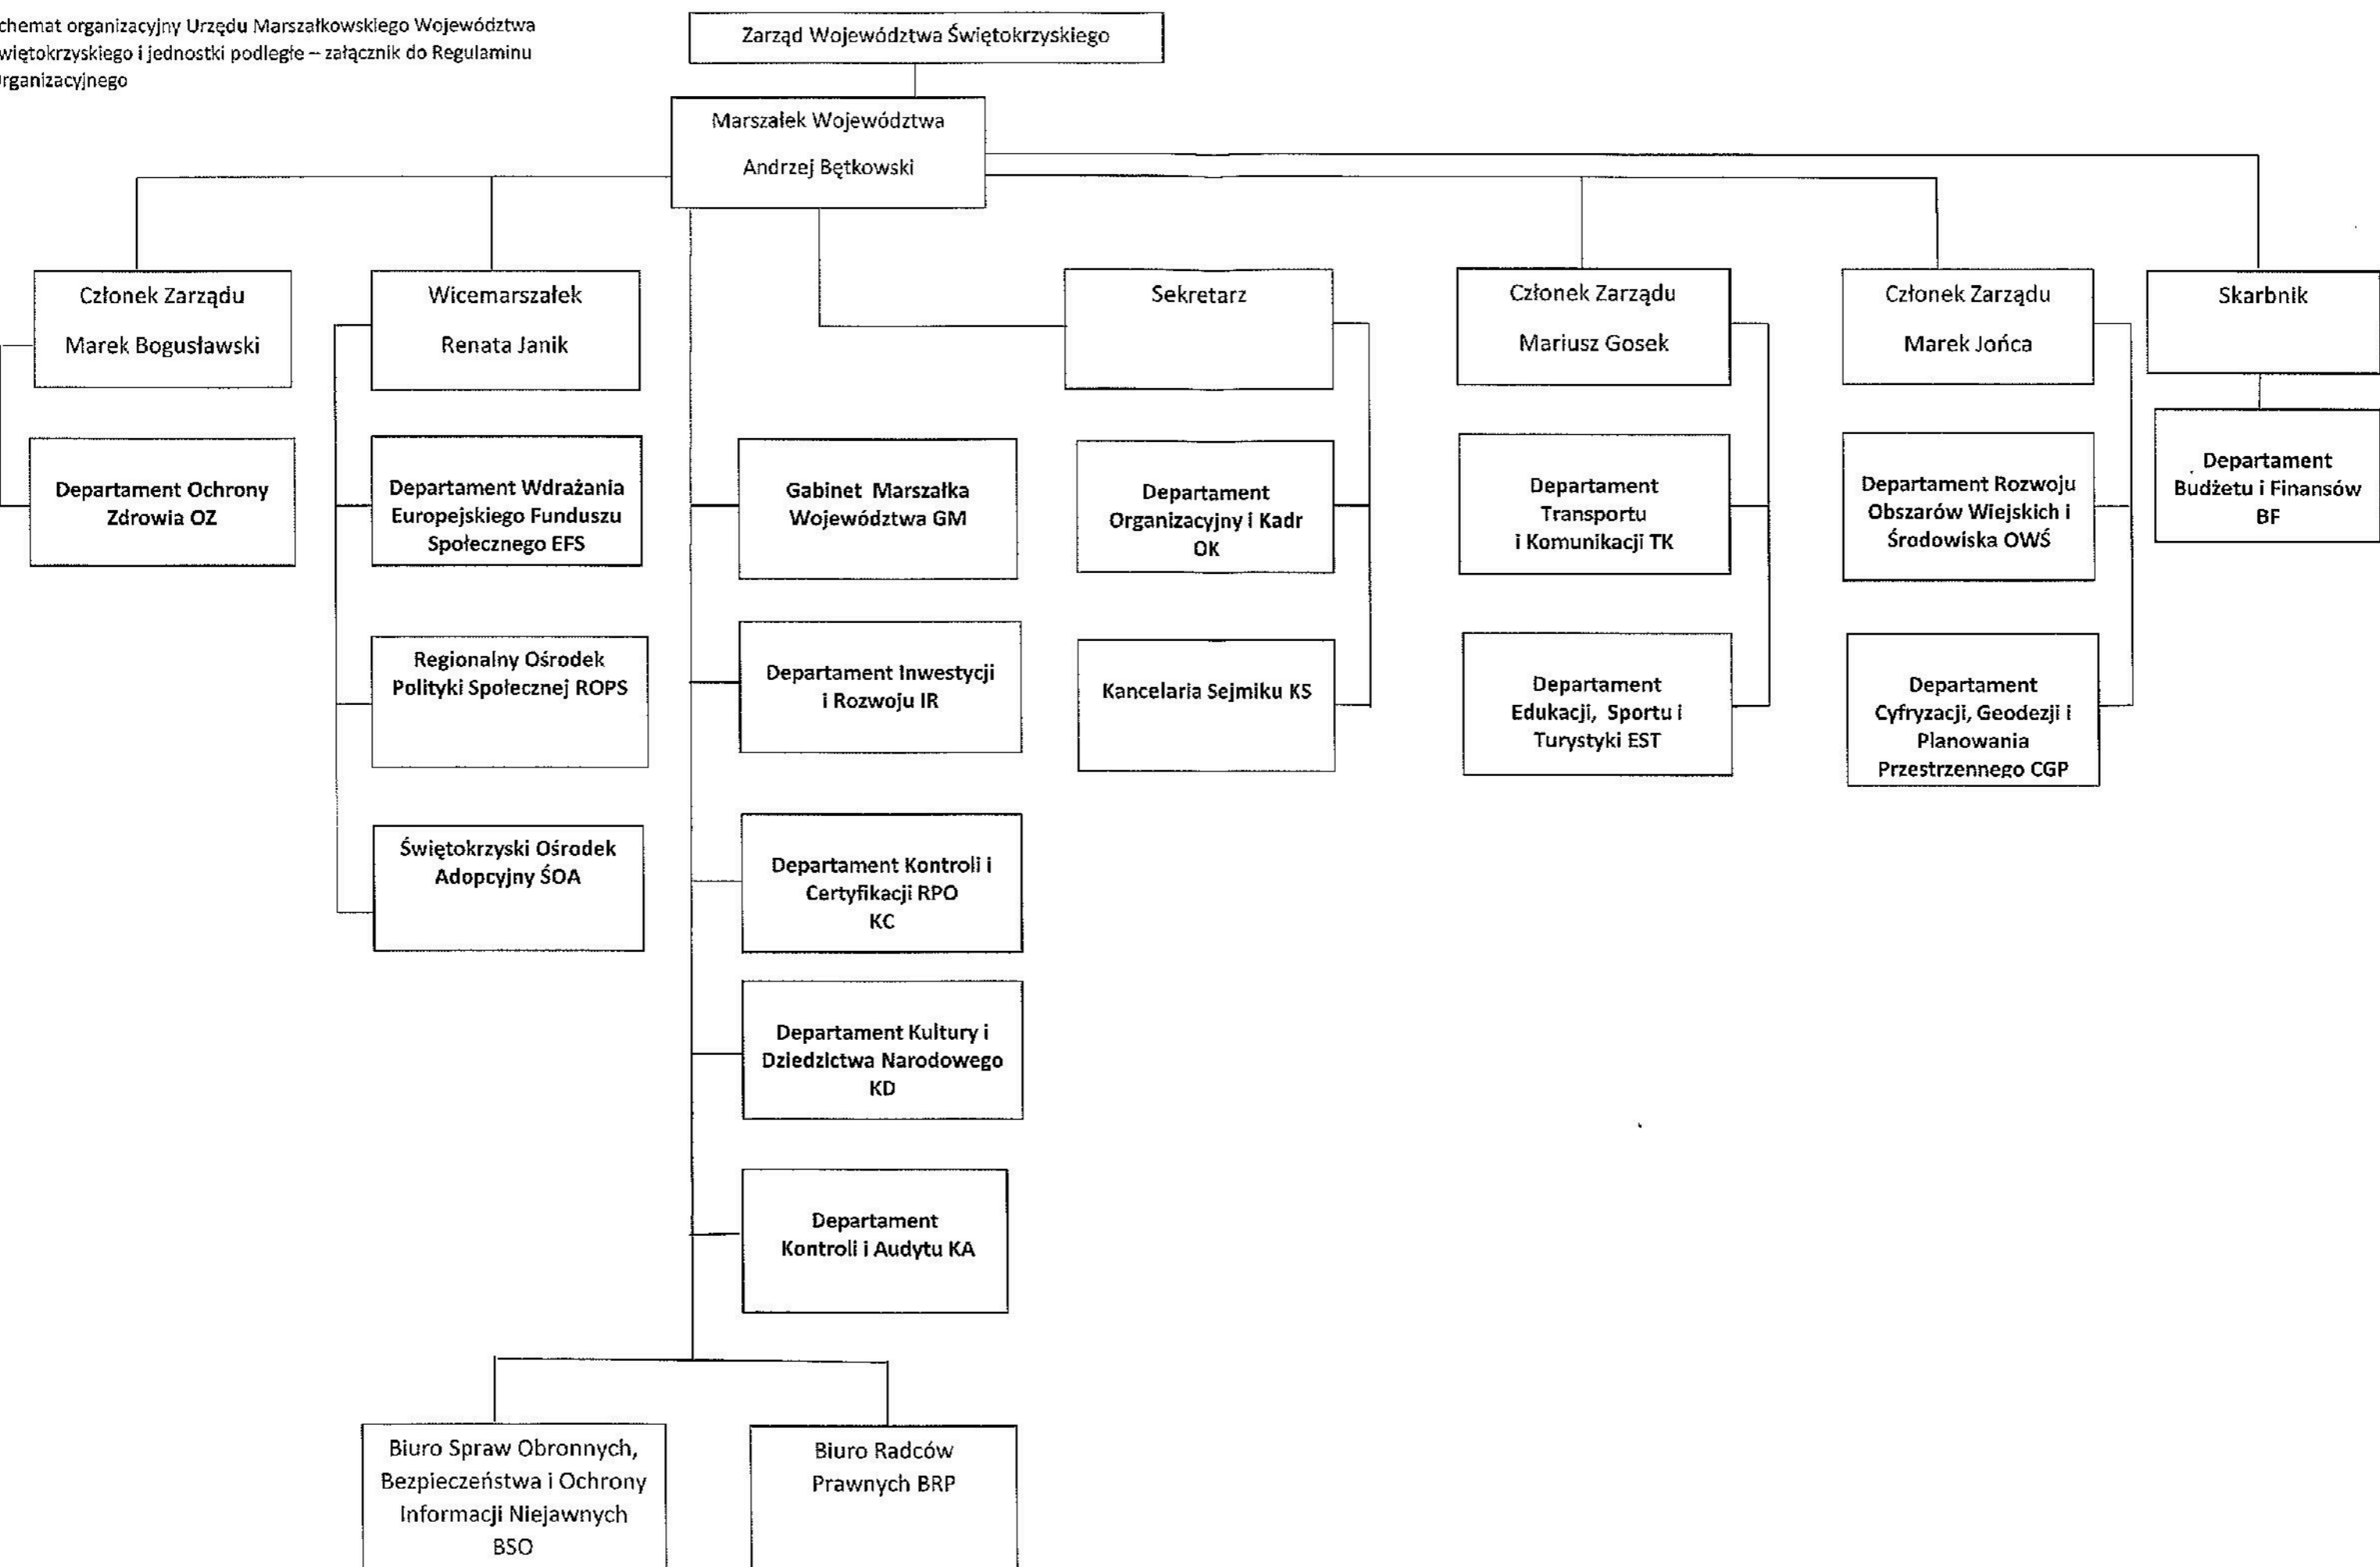 chemat organizacyjny Urzędu Marszałkowskiego Województwa
więtokrzyskiego i jednostki podległe – załącznik do Regulaminu
rganizacyjnego
Zarząd Województwa Świętokrzyskiego
Marszałek Województwa
Andrzej Bętkowski
Członek Zarządu
Marek Bogusławski
Wicemarszałek
Renata Janik
Sekretarz
Członek Zarządu
Mariusz Gosek
Członek Zarządu
Marek Jońca
Skarbnik
Departament Ochrony
Zdrowia OZ
Departament Wdrażania
Europejskiego Funduszu
Społecznego EFS
Gabinet Marszałka
Województwa GM
Departament
Organizacyjny i Kadr
OK
Departament
Transportu
i Komunikacji TK
Departament Rozwoju
Obszarów Wiejskich i
Środowiska OWŚ
Departament
Budżetu i Finansów
BF
Regionalny Ośrodek
Polityki Społecznej ROPS
Departament Inwestycji
i Rozwoju IR
Kancelaria Sejmiku KS
Departament
Edukacji, Sportu i
Turystyki EST
Departament
Cyfryzacji, Geodezji i
Planowania
Przestrzennego CGP
Świętokrzyski Ośrodek
Adopcyjny ŚOA
Departament Kontroli i
Certyfikacji RPO
KC
Departament Kultury i
Dziedzictwa Narodowego
KD
Departament
Kontroli i Audytu KA
Biuro Spraw Obronnych,
Bezpieczeństwa i Ochrony
Informacji Niejawnych
BSO
Biuro Radców
Prawnych BRP